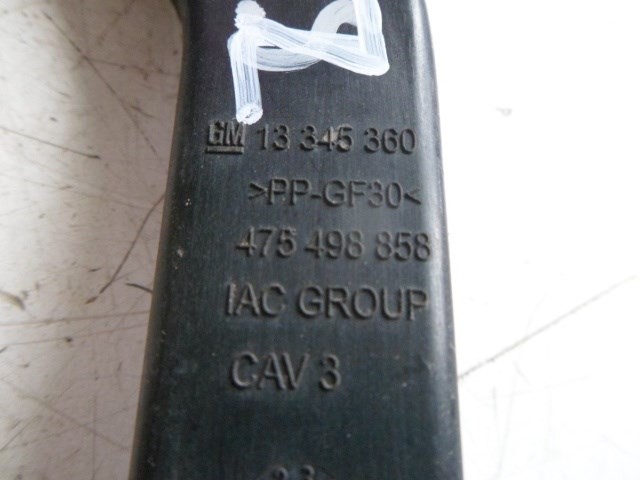 GM 13 345 360
>PP-GF30<
475 498 858
IAC GROUP
CAV 3